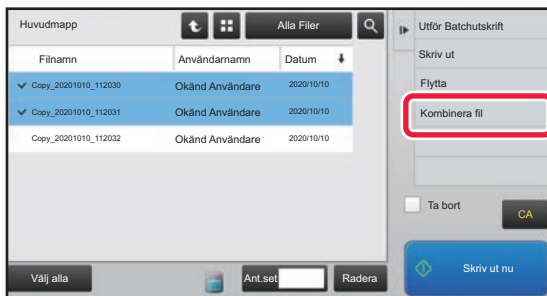 Huvudmapp
Alla Filer
Filnamn Användarnamn Datum
Copy_20201010_112030 Okänd Användare 2020/10/10
Copy_20201010_112031 Okänd Användare 2020/10/10
Copy_20201010_112032 Okänd Användare 2020/10/10
Välj alla
Ant.set
Radera
Utför Batchutskrift
Skriv ut
Flytta
Kombinera fil
Ta bort
CA
Skriv ut nu